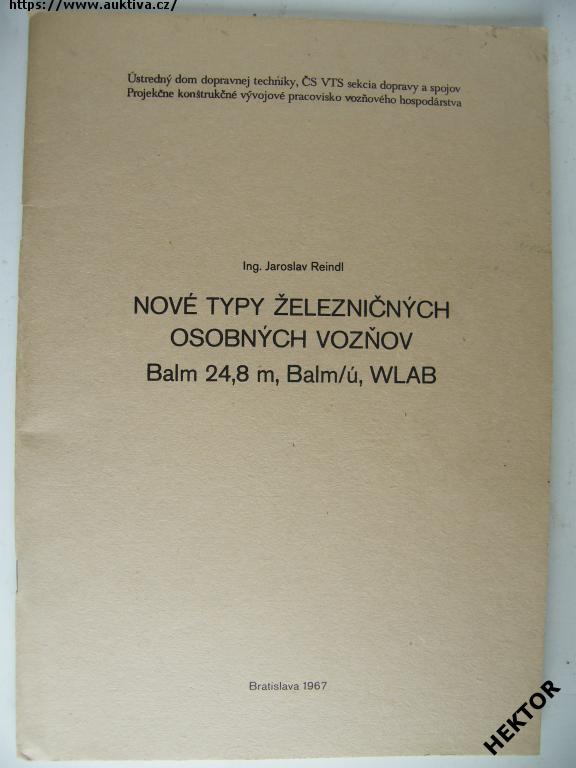 https://www.auktiva.cz/
Ústredný dom dopravnej techniky, ČS VTS sekcia dopravy a spojov
Projekčne konštrukčné vývojové pracovisko vozňového hospodárstva
Ing. Jaroslav Reindl
NOVÉ TYPY ŽELEZNIČNÝCH
OSOBNÝCH VOZŇOV
Balm 24,8 m, Balm/ú, WLAB
Bratislava 1967
HEKTOR